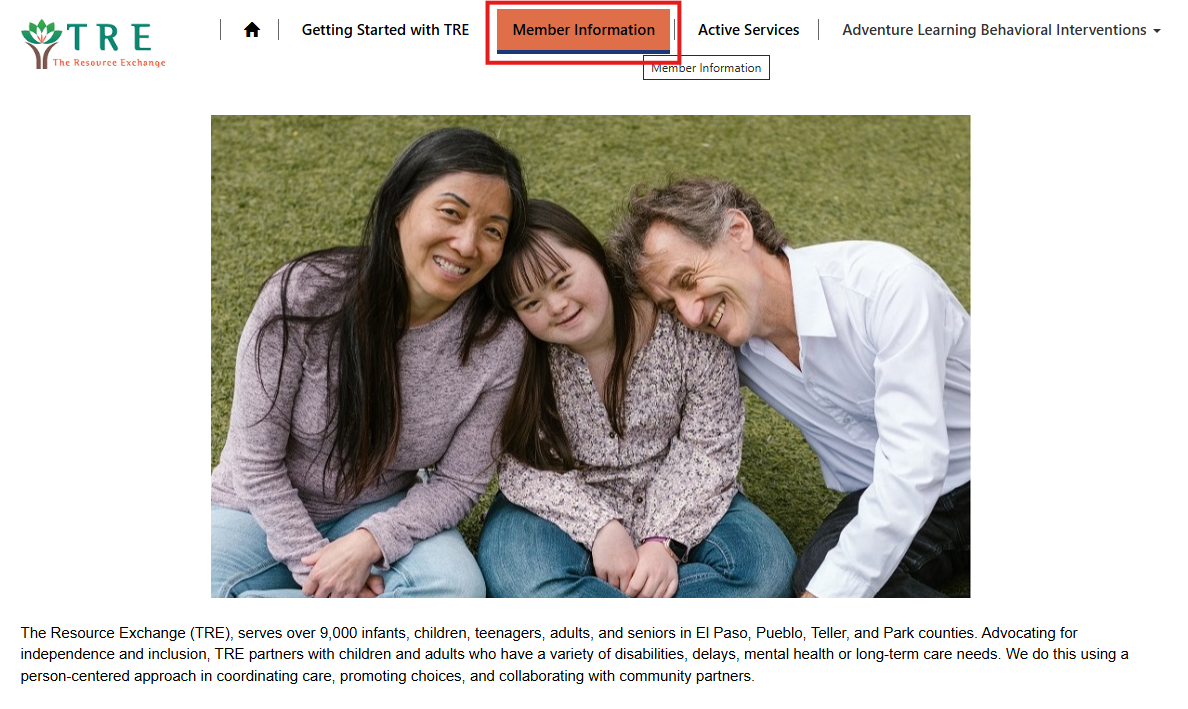 TRE
The Resource Exchange
Getting Started with TRE
Member Information
Active Services
Adventure Learning Behavioral Interventions
Member Information
The Resource Exchange (TRE), serves over 9,000 infants, children, teenagers, adults, and seniors in El Paso, Pueblo, Teller, and Park counties. Advocating for
independence and inclusion, TRE partners with children and adults who have a variety of disabilities, delays, mental health or long-term care needs. We do this using a
person-centered approach in coordinating care, promoting choices, and collaborating with community partners.